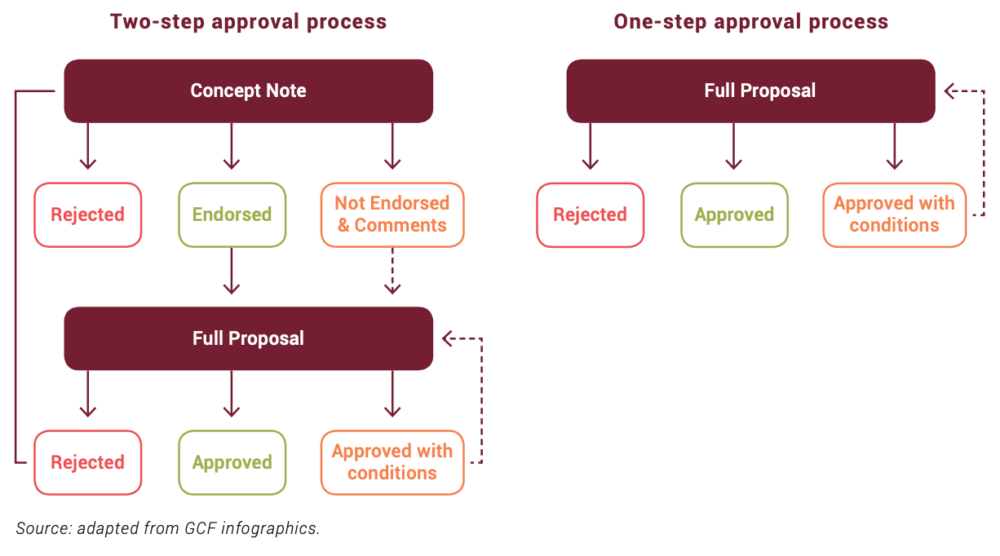 Two-step approval process
Concept Note
Rejected
Endorsed
Not Endorsed
& Comments
Full Proposal
Rejected
Approved
Approved with
conditions
One-step approval process
Full Proposal
Rejected
Approved
Approved with
conditions
Source: adapted from GCF infographics.